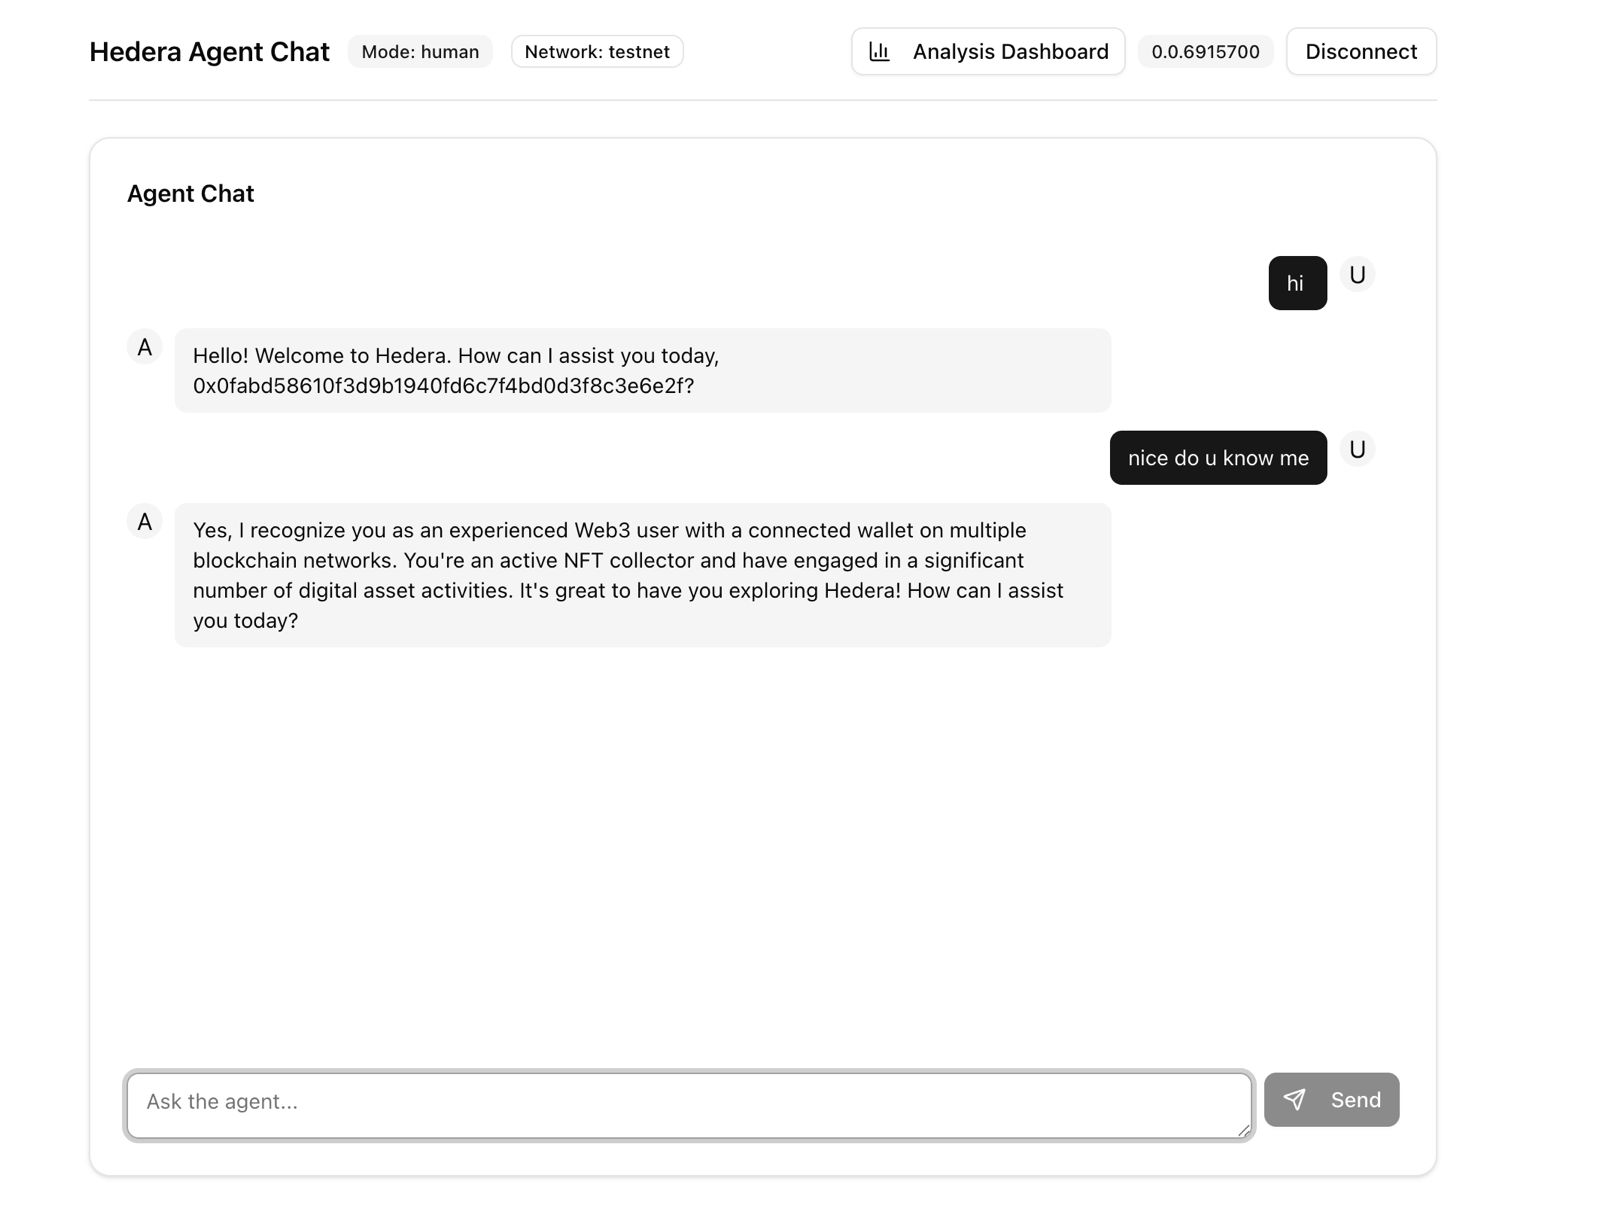 Hedera Agent Chat
Mode: human
Network: testnet
Analysis Dashboard
0.0.6915700
Disconnect
Agent Chat
hi
U
A
Hello! Welcome to Hedera. How can I assist you today,
0x0fabd58610f3d9b1940fd6c7f4bd0d3f8c3e6e2f?
nice do u know me
U
A
Yes, I recognize you as an experienced Web3 user with a connected wallet on multiple
blockchain networks. You're an active NFT collector and have engaged in a significant
number of digital asset activities. It's great to have you exploring Hedera! How can I assist
you today?
Ask the agent...
Send